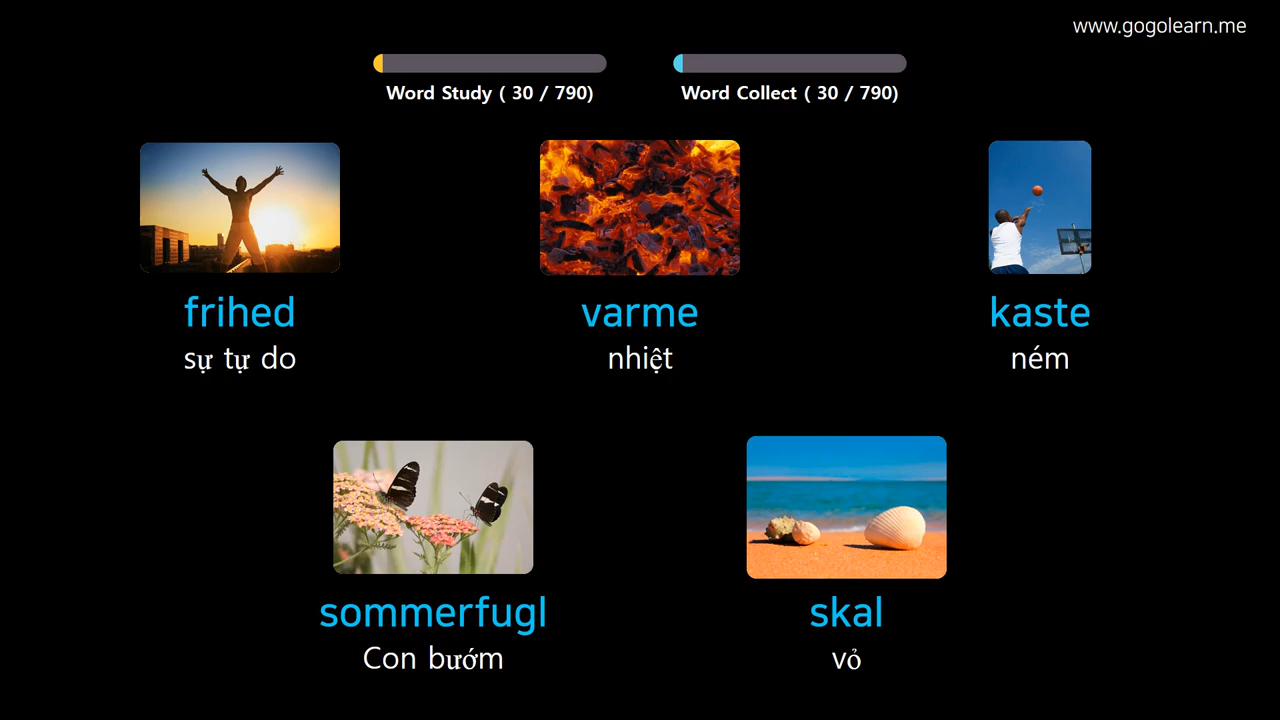 www.gogolearn.me
Word Study ( 30 / 790)
Word Collect ( 30 / 790)
frihed
sự tự do
varme
nhiệt
kaste
ném
sommerfugl
Con bướm
skal
vỏ